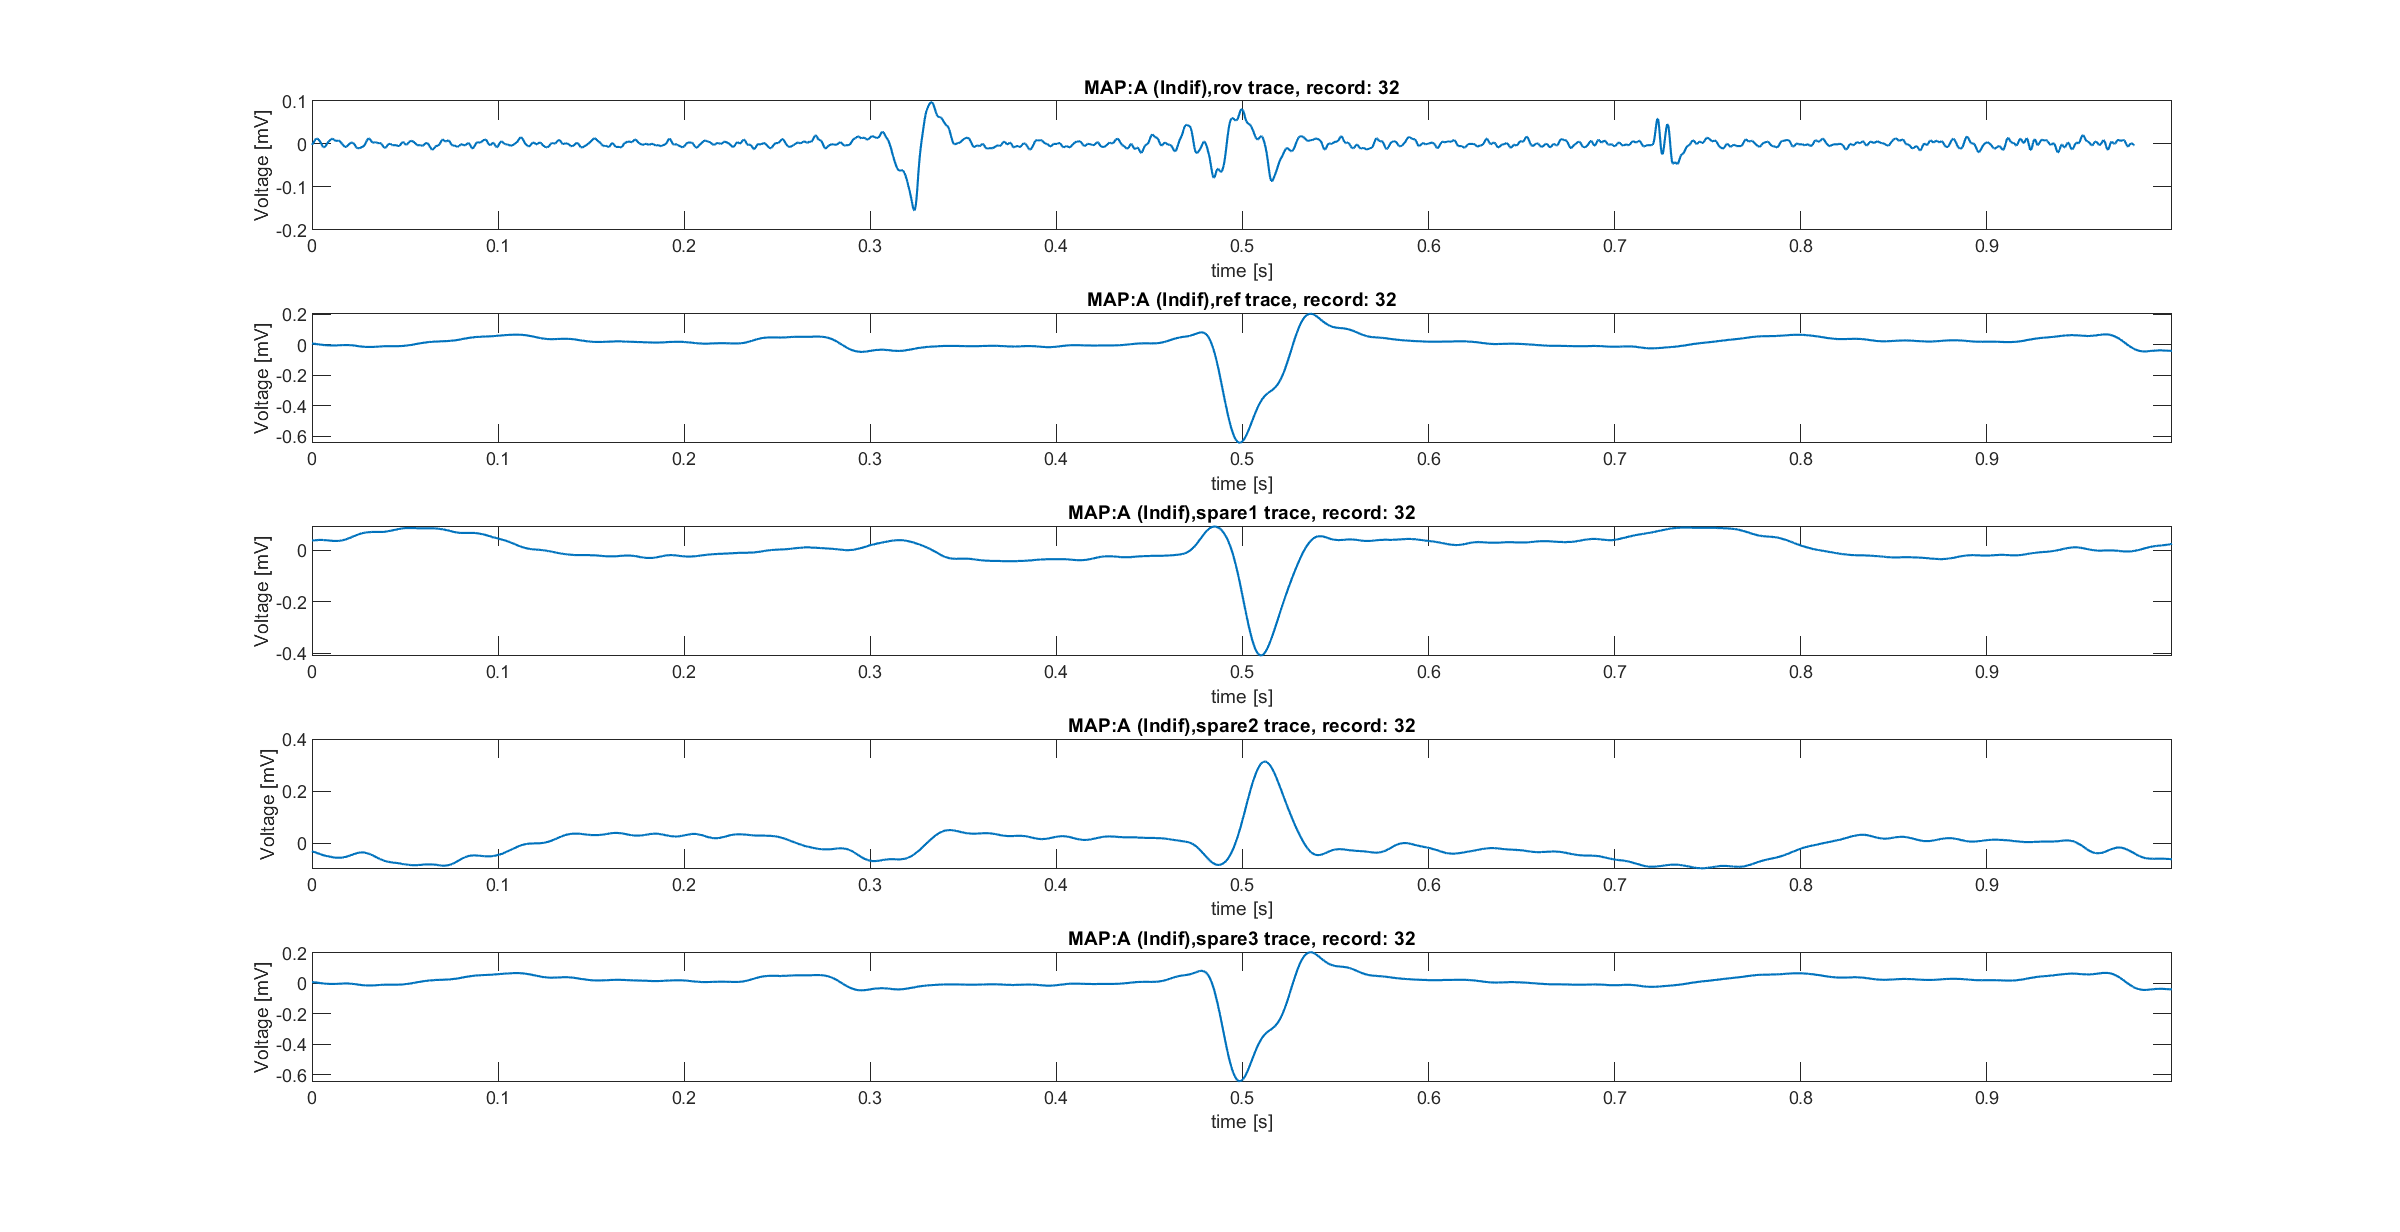 MAP:A (Indif),rov trace, record: 32
Voltage [mV]
0.1
0
-0.1
-0.2
0 0.1 0.2 0.3 0.4 0.5 0.6 0.7 0.8 0.9
time [s]
MAP:A (Indif),ref trace, record: 32
Voltage [mV]
0.2
0
-0.2
-0.4
-0.6
0 0.1 0.2 0.3 0.4 0.5 0.6 0.7 0.8 0.9
time [s]
MAP:A (Indif),spare1 trace, record: 32
Voltage [mV]
0
-0.2
-0.4
0 0.1 0.2 0.3 0.4 0.5 0.6 0.7 0.8 0.9
time [s]
MAP:A (Indif),spare2 trace, record: 32
Voltage [mV]
0.4
0.2
0
0 0.1 0.2 0.3 0.4 0.5 0.6 0.7 0.8 0.9
time [s]
MAP:A (Indif),spare3 trace, record: 32
Voltage [mV]
0.2
0
-0.2
-0.4
-0.6
0 0.1 0.2 0.3 0.4 0.5 0.6 0.7 0.8 0.9
time [s]